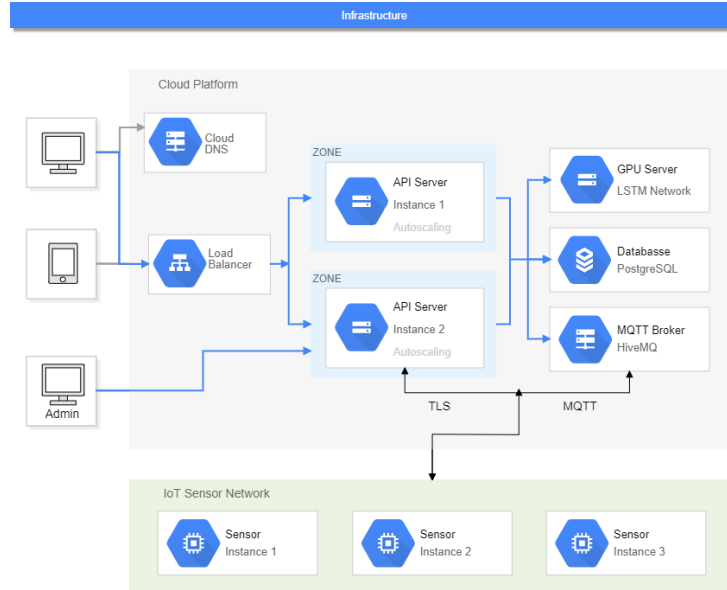 Infrastructure
Cloud Platform
Cloud
DNS
Load
Balancer
ZONE
API Server
Instance 1
Autoscaling
ZONE
API Server
Instance 2
Autoscaling
GPU Server
LSTM Network
Databasse
PostgreSQL
MQTT Broker
HiveMQ
Admin
TLS
MQTT
IoT Sensor Network
Sensor
Instance 1
Sensor
Instance 2
Sensor
Instance 3